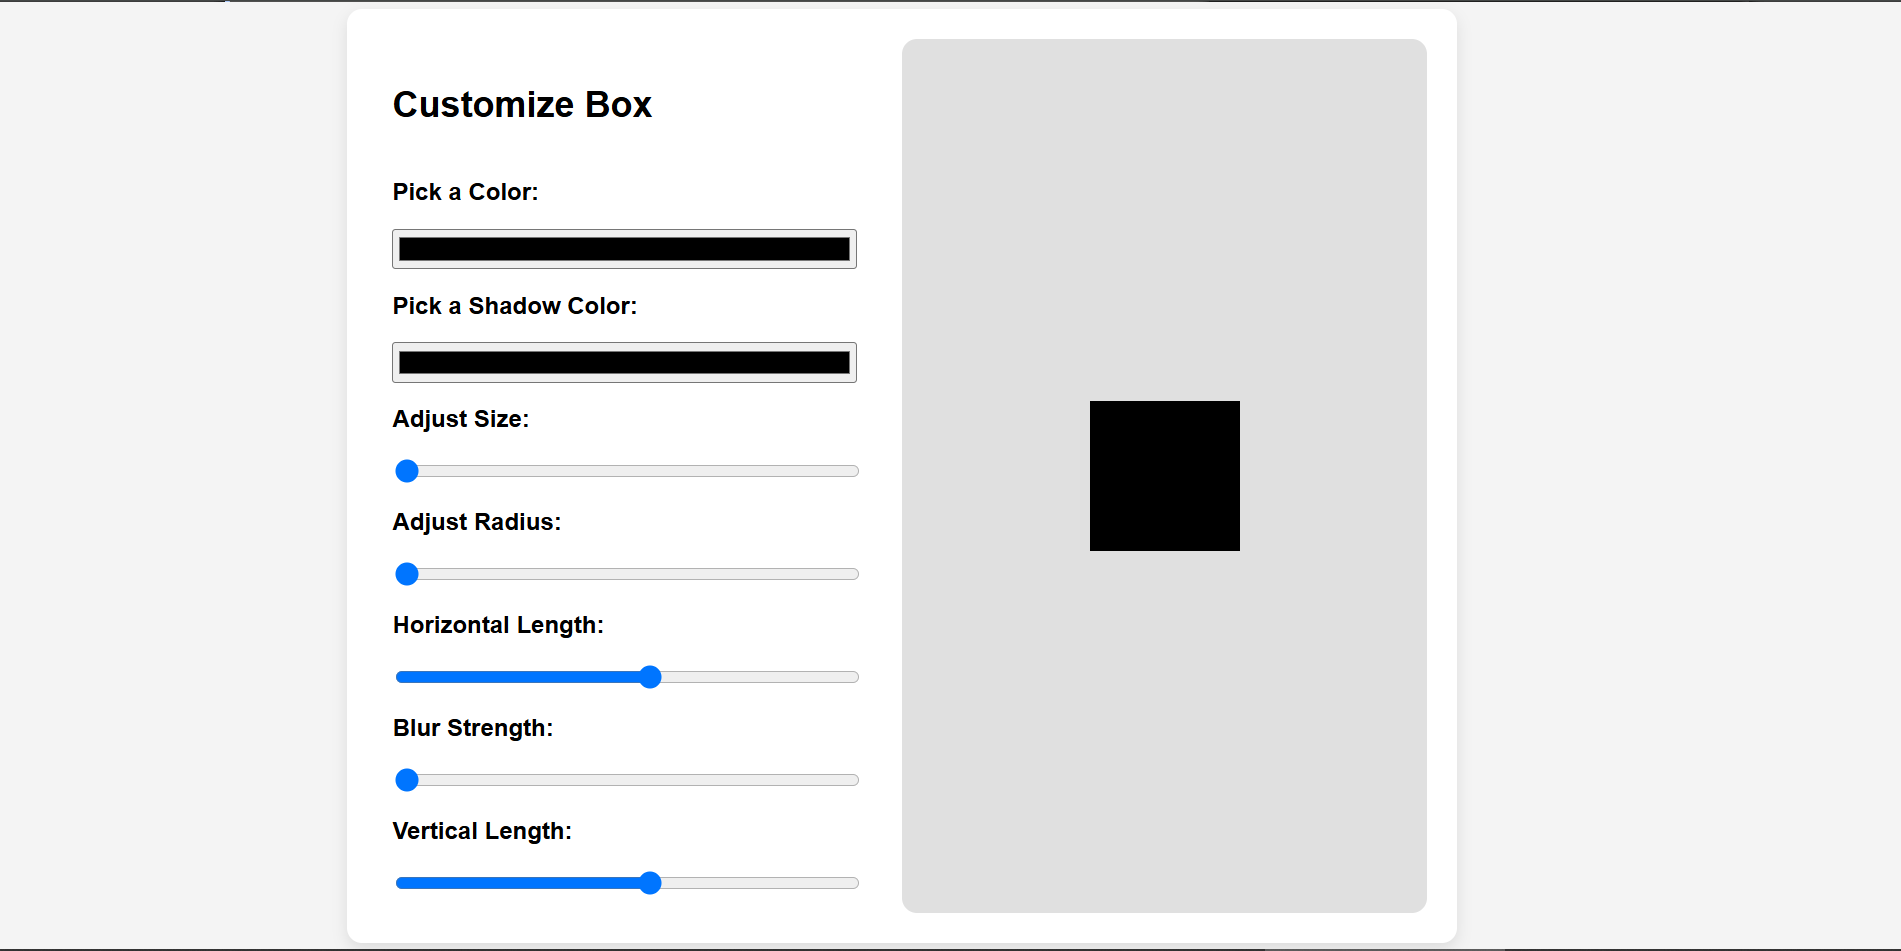 Customize Box
Pick a Color:
Pick a Shadow Color:
Adjust Size:
Adjust Radius:
Horizontal Length:
Blur Strength:
Vertical Length: